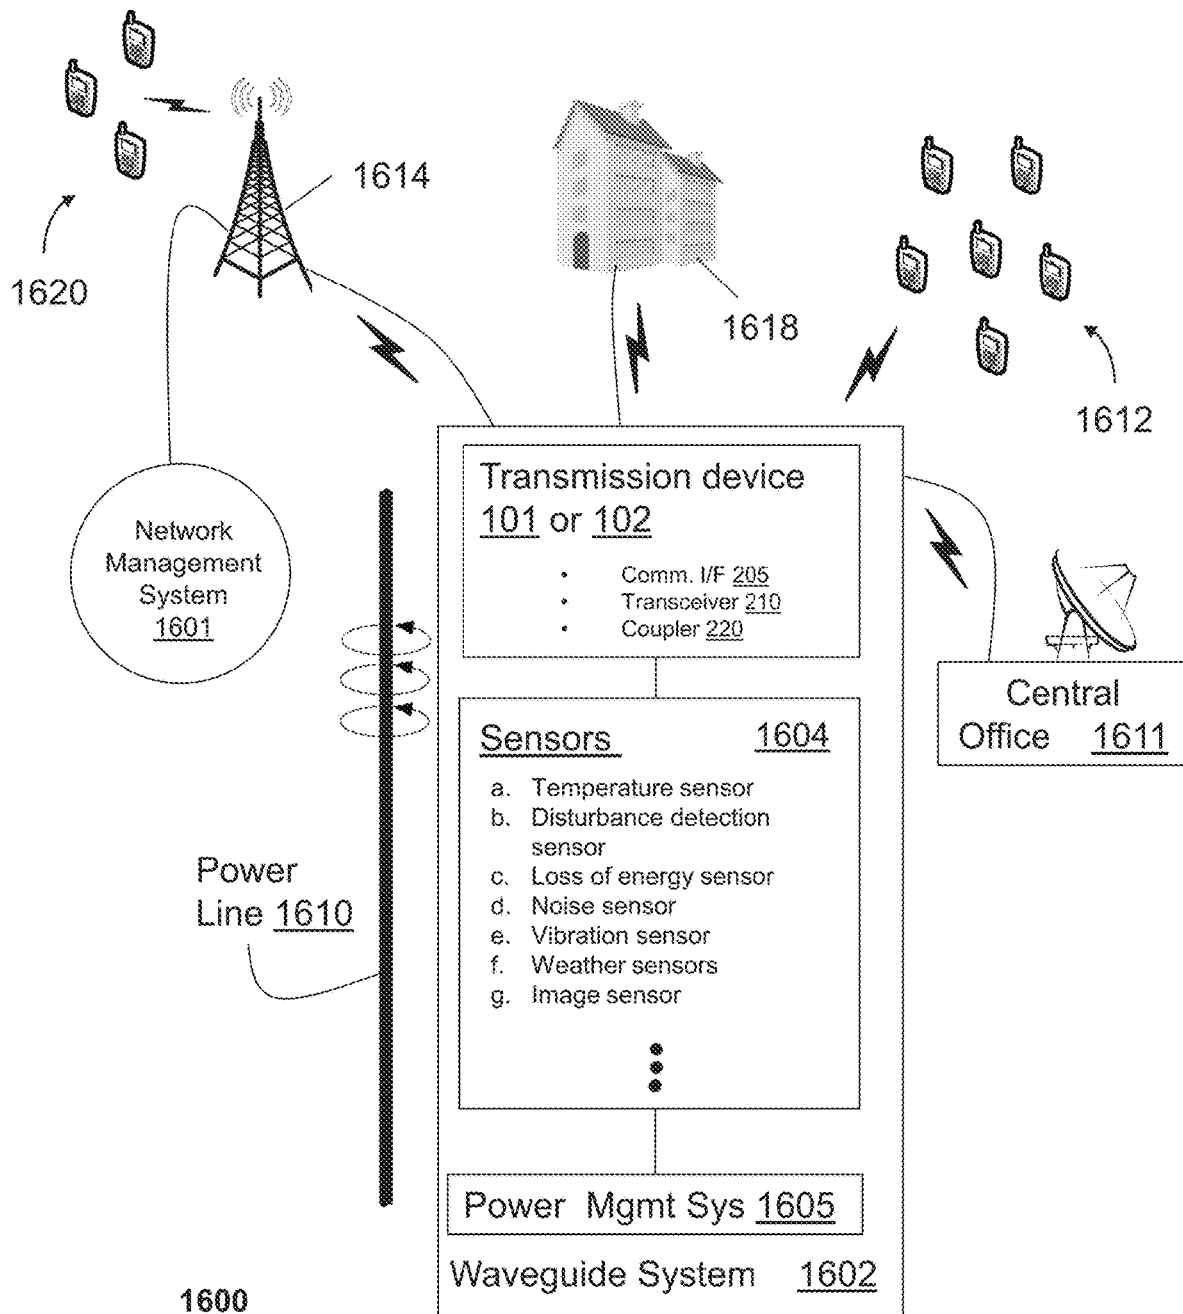 1614
1620
1618
1612
Transmission device
101 or 102
• Comm. I/F 205
• Transceiver 210
• Coupler 220
Network
Management
System
1601
Central
Office 1611
Sensors 1604
a. Temperature sensor
b. Disturbance detection
sensor
c. Loss of energy sensor
d. Noise sensor
e. Vibration sensor
f. Weather sensors
g. Image sensor
Power
Line 1610
Power Mgmt Sys 1605
Waveguide System 1602
1600